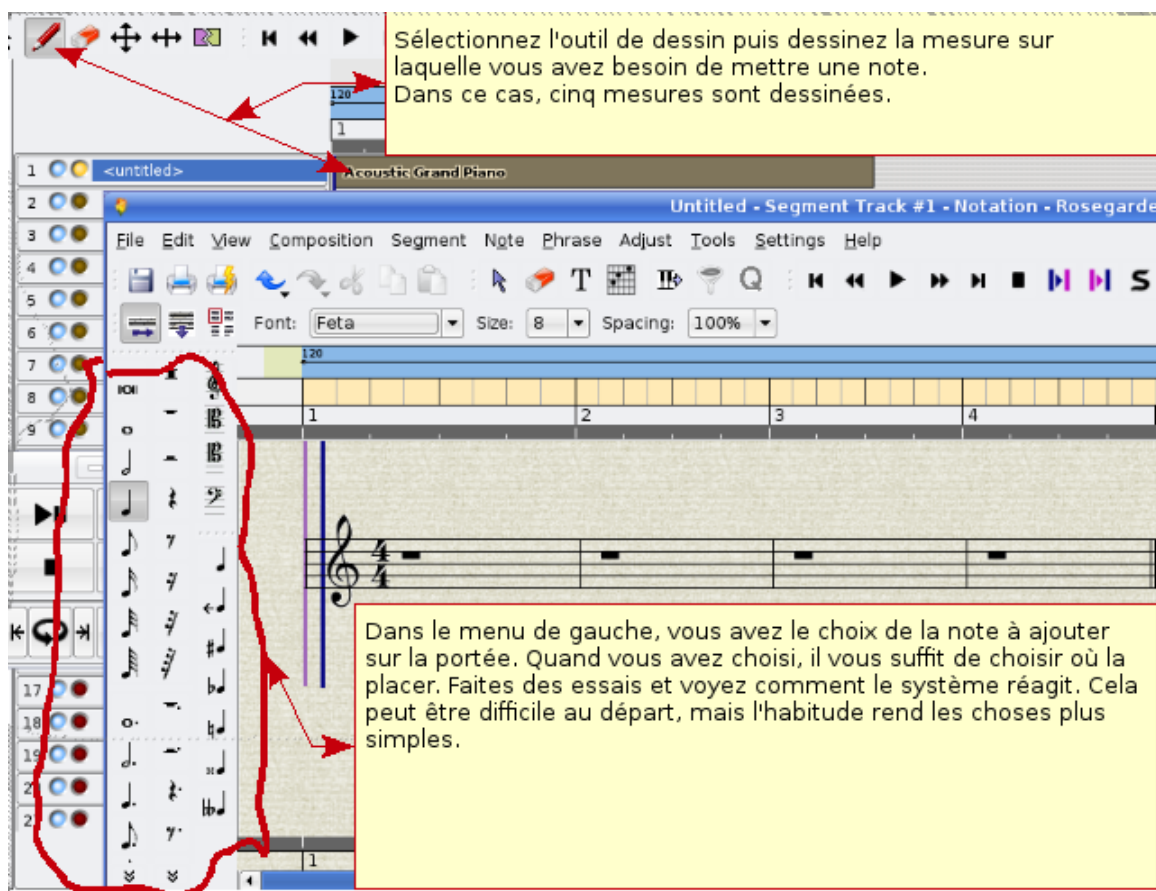 Sélectionnez l'outil de dessin puis dessinez la mesure sur
laquelle vous avez besoin de mettre une note.
Dans ce cas, cinq mesures sont dessinées.
120
1
1 <untitled> Acoustic Grand Piano
2
Untitled - Segment Track #1 - Notation - Rosegarde
3
File Edit View Composition Segment Note Phrase Adjust Tools Settings Help
4
5
6
Font: Feta Size: 8 Spacing: 100%
7
120
8
1 2 3 4
9
Dans le menu de gauche, vous avez le choix de la note à ajouter
sur la portée. Quand vous avez choisi, il vous suffit de choisir où la
placer. Faites des essais et voyez comment le système réagit. Cela
peut être difficile au départ, mais l'habitude rend les choses plus
simples.
17
18
19
2
2
1